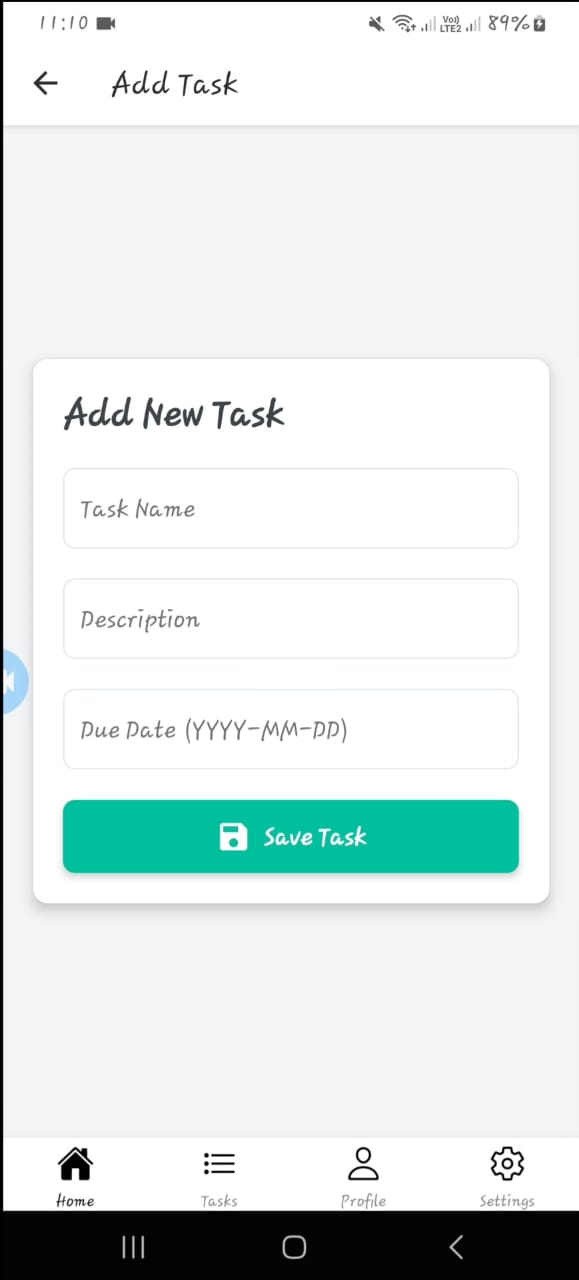 11:10 Vo)) LTE2 89%
Add Task
Add New Task
Task Name
Description
Due Date (YYYY-MM-DD)
Save Task
Home Tasks Profile Settings